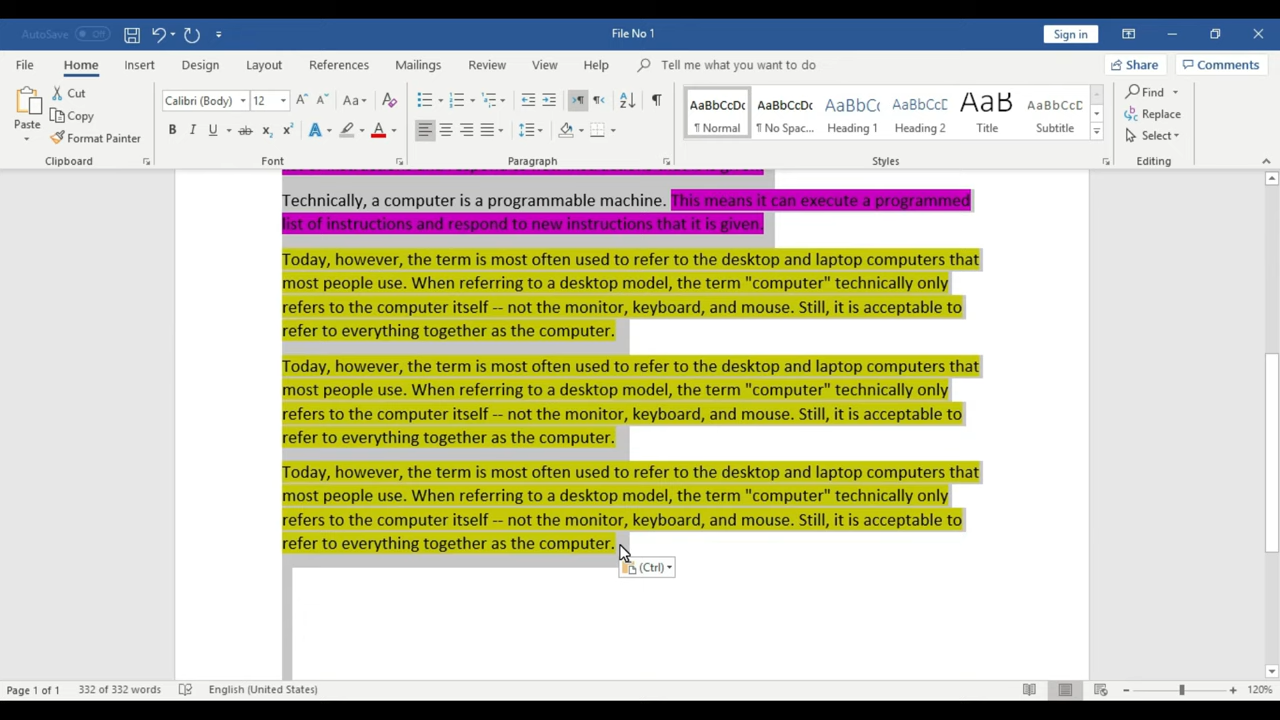 AutoSave Off
File No 1
Sign in
File Home Insert Design Layout References Mailings Review View Help Tell me what you want to do Share Comments
Paste Cut Copy Format Painter
Clipboard
Calibri (Body) 12 Aa
B I U ab x₂ x² A A
Font
Paragraph
AaBbCcDc AaBbCcDc AaBbCc AaBbCcD AaB AaBbCcD
¶ Normal ¶ No Spac... Heading 1 Heading 2 Title Subtitle
Styles
Find
Replace
Select
Editing
Technically, a computer is a programmable machine. This means it can execute a programmed
list of instructions and respond to new instructions that it is given.
Today, however, the term is most often used to refer to the desktop and laptop computers that
most people use. When referring to a desktop model, the term "computer" technically only
refers to the computer itself -- not the monitor, keyboard, and mouse. Still, it is acceptable to
refer to everything together as the computer.
Today, however, the term is most often used to refer to the desktop and laptop computers that
most people use. When referring to a desktop model, the term "computer" technically only
refers to the computer itself -- not the monitor, keyboard, and mouse. Still, it is acceptable to
refer to everything together as the computer.
Today, however, the term is most often used to refer to the desktop and laptop computers that
most people use. When referring to a desktop model, the term "computer" technically only
refers to the computer itself -- not the monitor, keyboard, and mouse. Still, it is acceptable to
refer to everything together as the computer.
(Ctrl)
Page 1 of 1 332 of 332 words English (United States) 120%